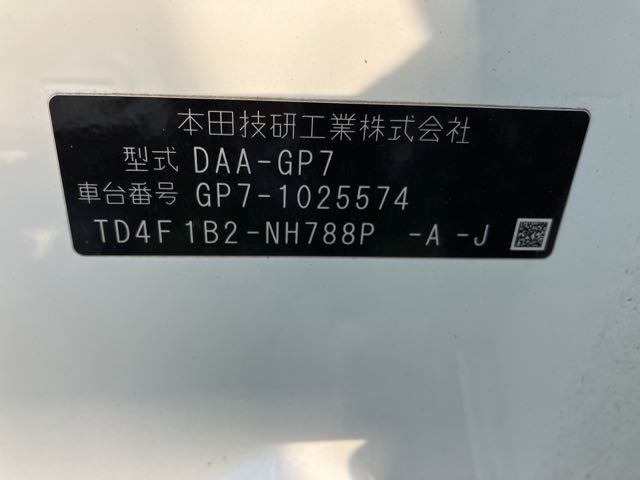 本田技研工業株式会社
型式 DAA-GP7
車台番号 GP7-1025574
TD4F1B2-NH788P -A -J